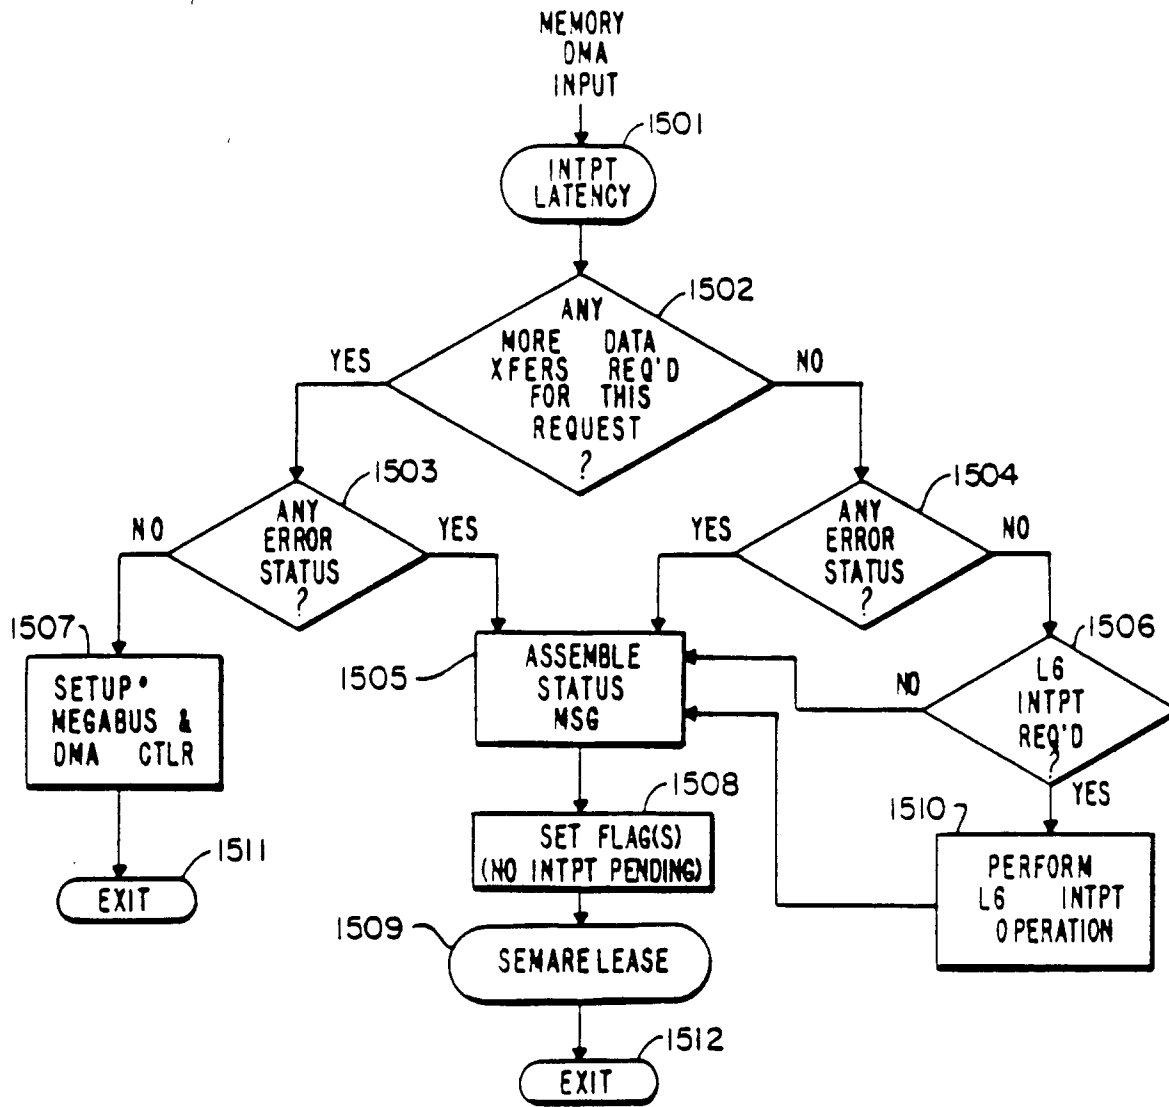 MEMORY
DMA
INPUT
1501
INTPT
LATENCY
1502
ANY
MORE DATA
XFERS REQ'D
FOR THIS
REQUEST
?
YES
NO
1503
ANY
ERROR
STATUS
?
NO
YES
1504
ANY
ERROR
STATUS
?
YES
NO
1507
SETUP•
MEGABUS &
DMA CTLR
1505
ASSEMBLE
STATUS
MSG
1506
L6
INTPT
REQ'D
?
NO
YES
1508
SET FLAG(S)
(NO INTPT PENDING)
1510
PERFORM
L6 INTPT
OPERATION
1511
EXIT
1509
SEMARELEASE
1512
EXIT